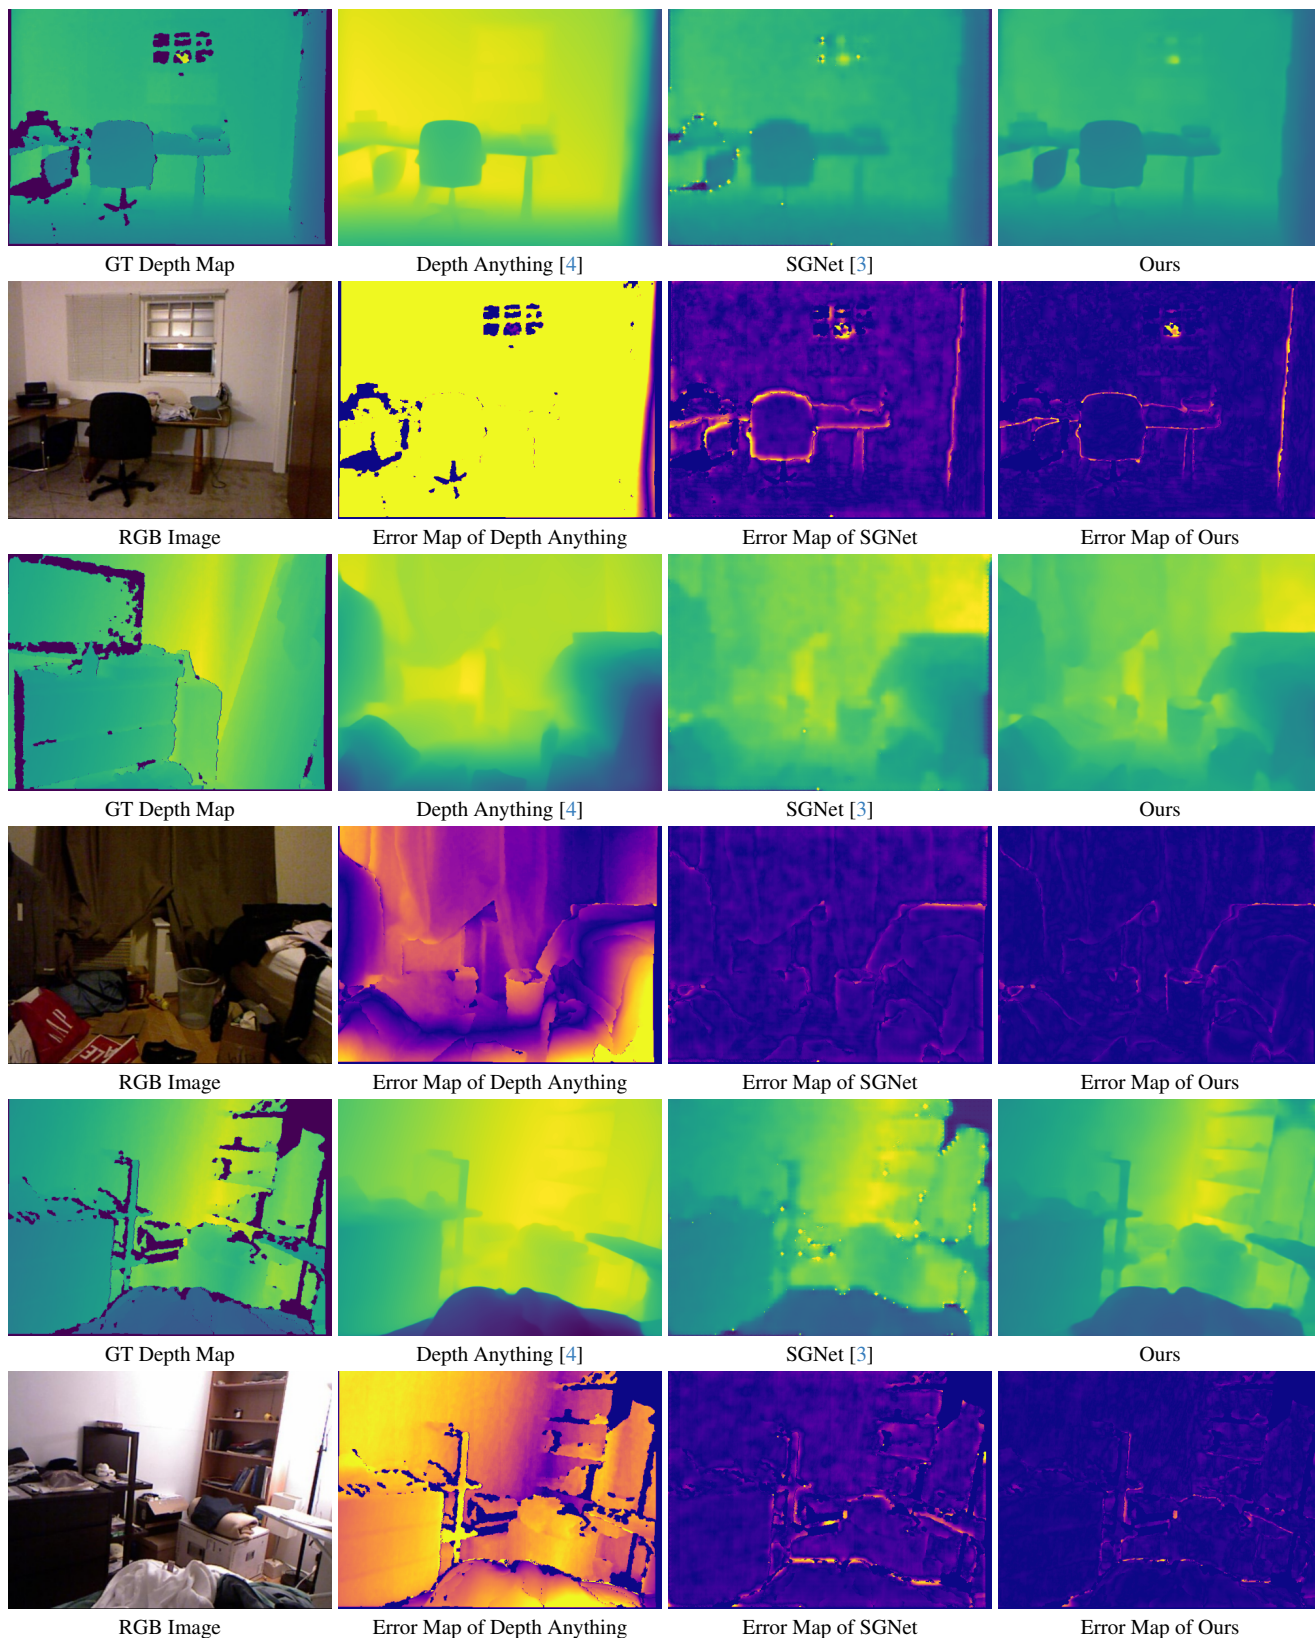 GT Depth Map
Depth Anything [4]
SGNet [3]
Ours
RGB Image
Error Map of Depth Anything
Error Map of SGNet
Error Map of Ours
GT Depth Map
Depth Anything [4]
SGNet [3]
Ours
RGB Image
Error Map of Depth Anything
Error Map of SGNet
Error Map of Ours
GT Depth Map
Depth Anything [4]
SGNet [3]
Ours
RGB Image
Error Map of Depth Anything
Error Map of SGNet
Error Map of Ours